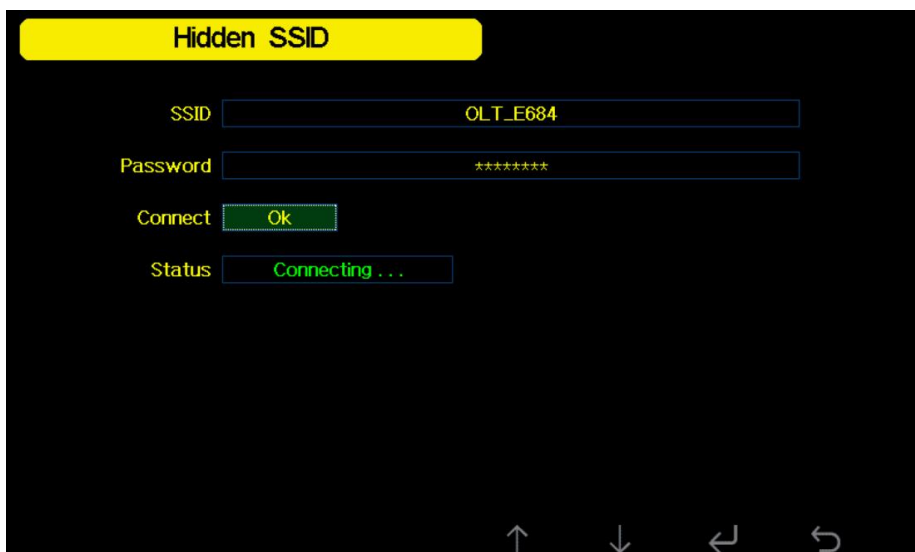 Hidden SSID
SSID OLT_E684
Password ********
Connect Ok
Status Connecting ...